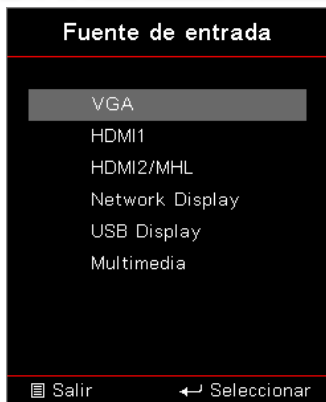 Fuente de entrada
VGA
HDMI1
HDMI2/MHL
Network Display
USB Display
Multimedia
Salir Seleccionar